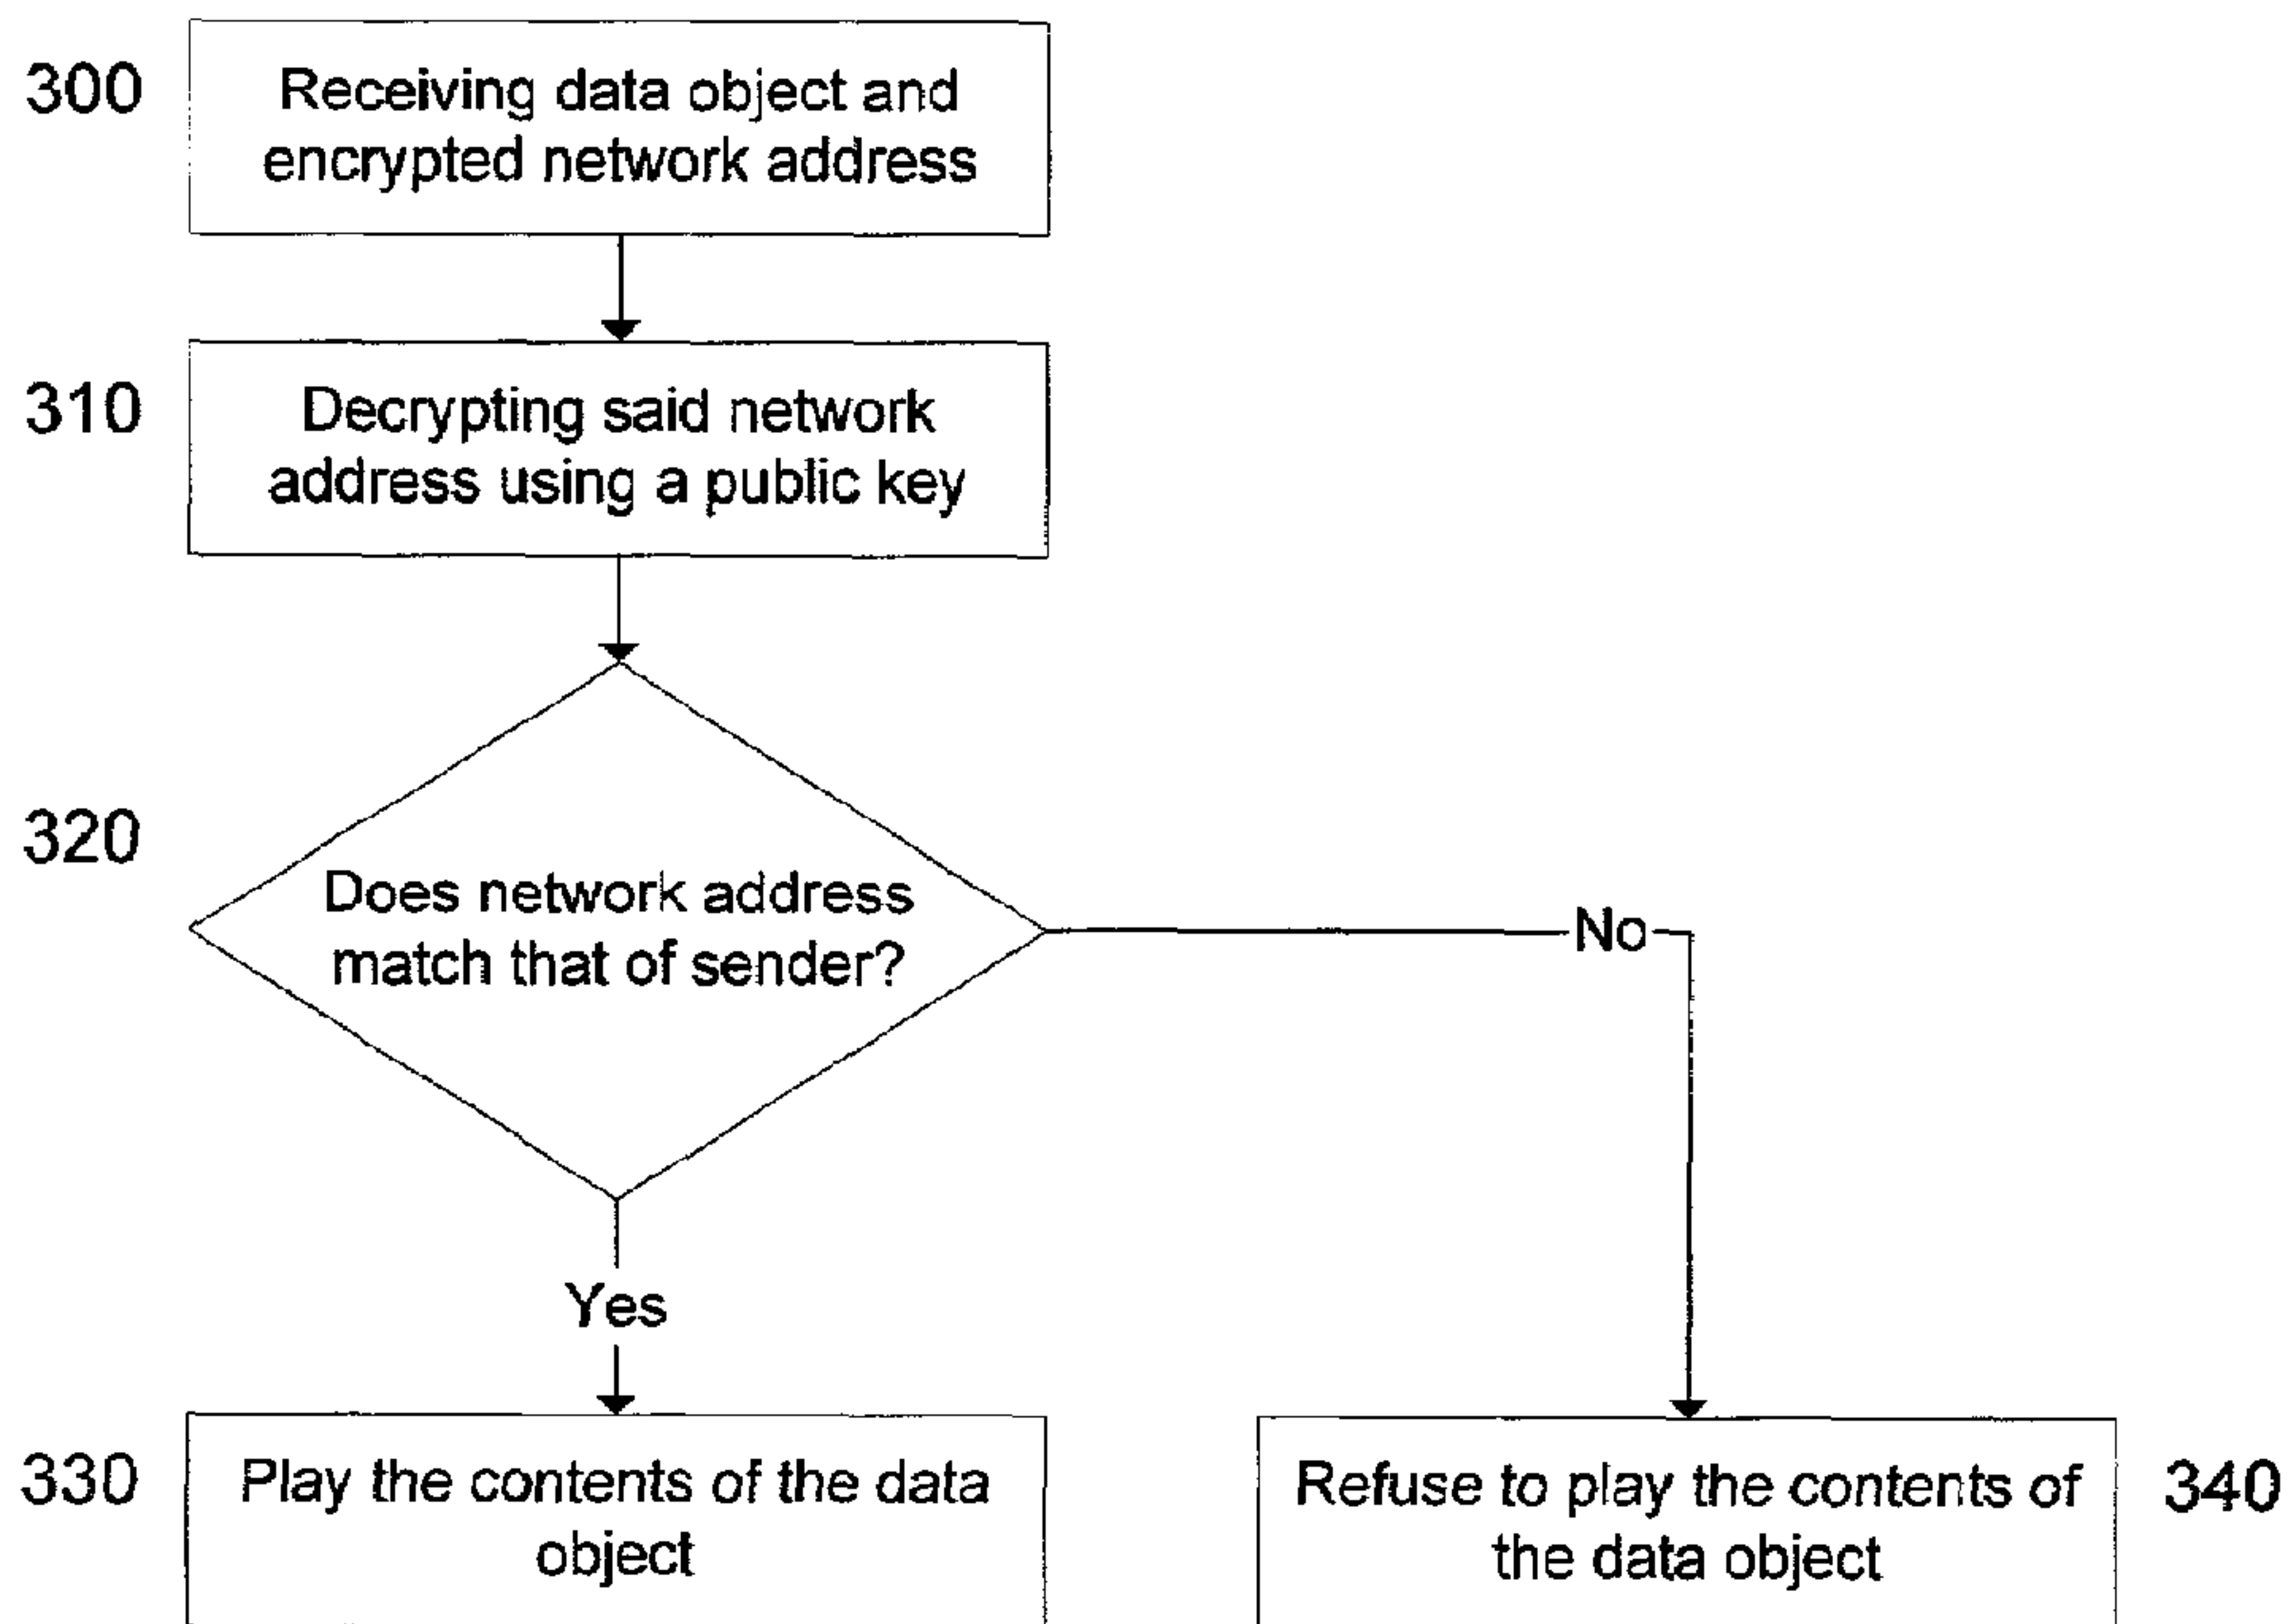 300
Receiving data object and
encrypted network address
310
Decrypting said network
address using a public key
320
Does network address
match that of sender?
No
Yes
330
Play the contents of the data
object
Refuse to play the contents of
the data object
340